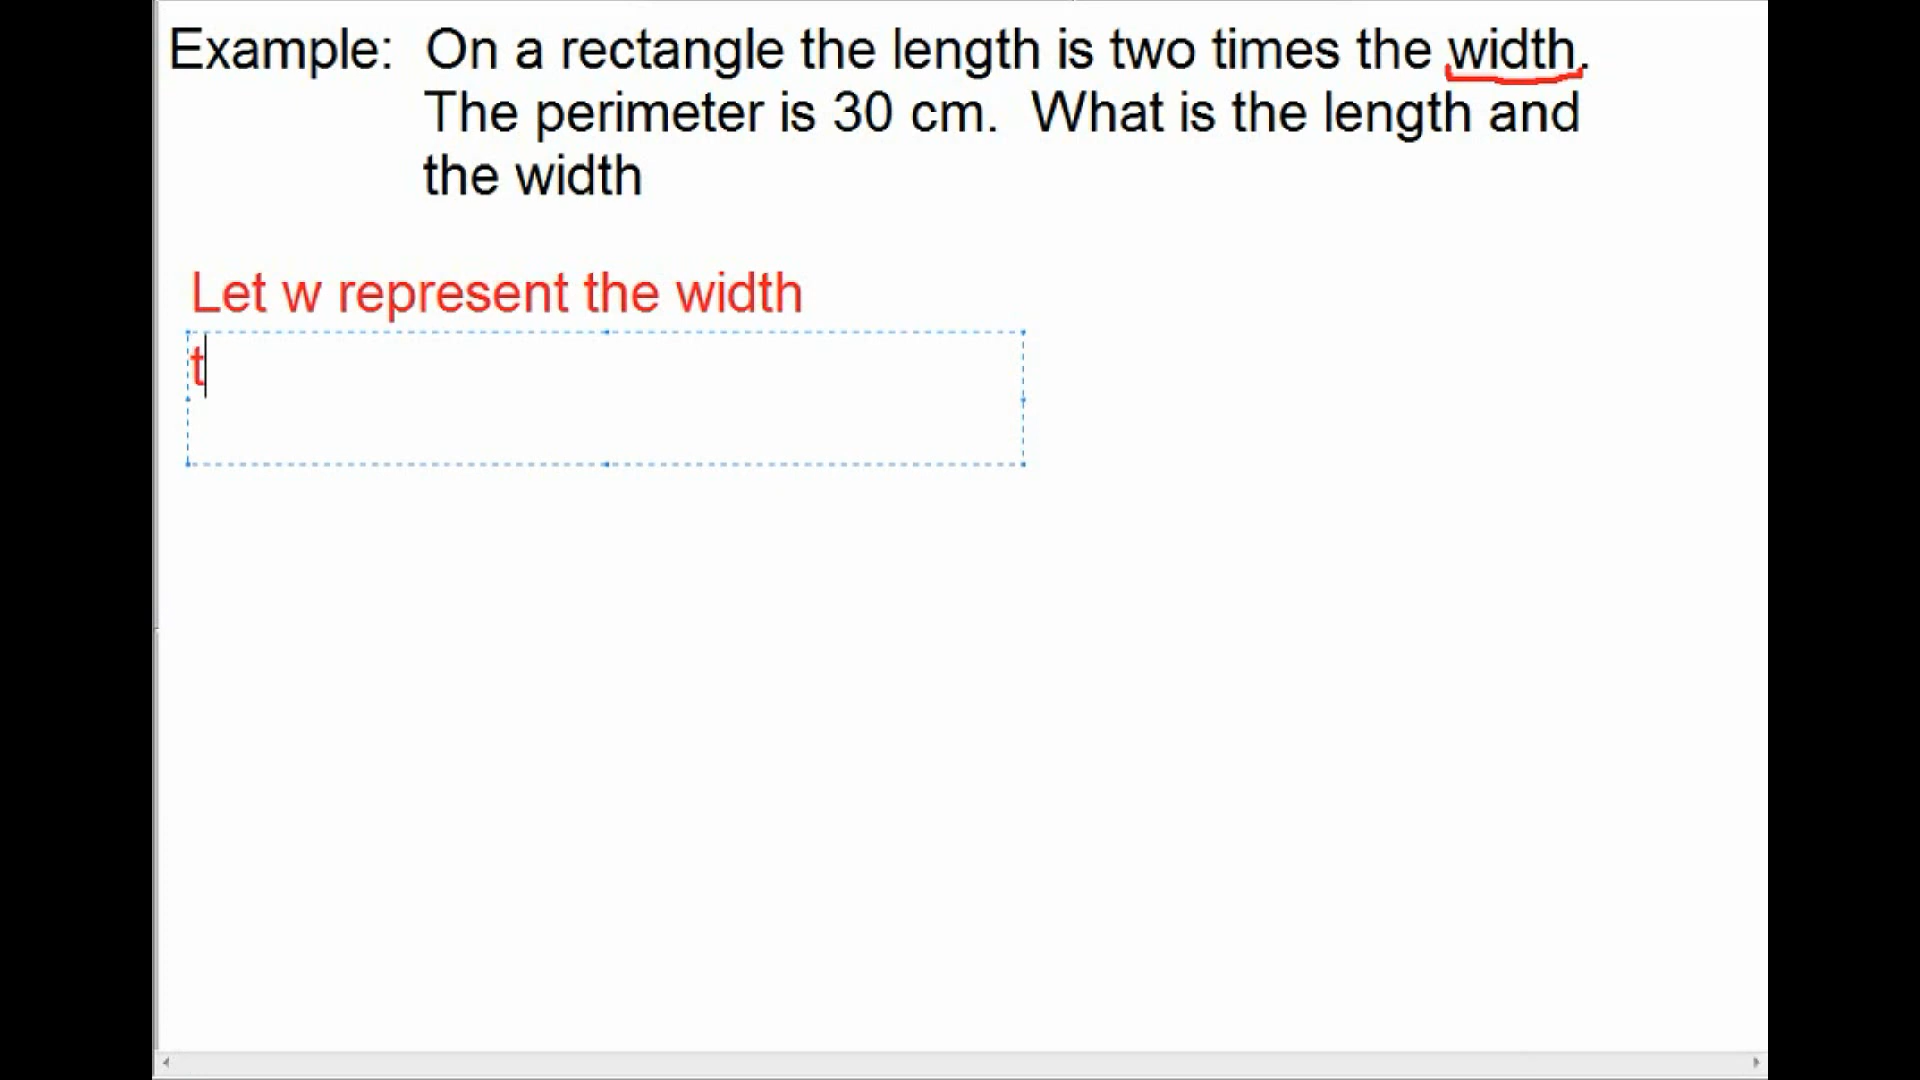 Example: On a rectangle the length is two times the width.
The perimeter is 30 cm. What is the length and
the width
Let w represent the width
t